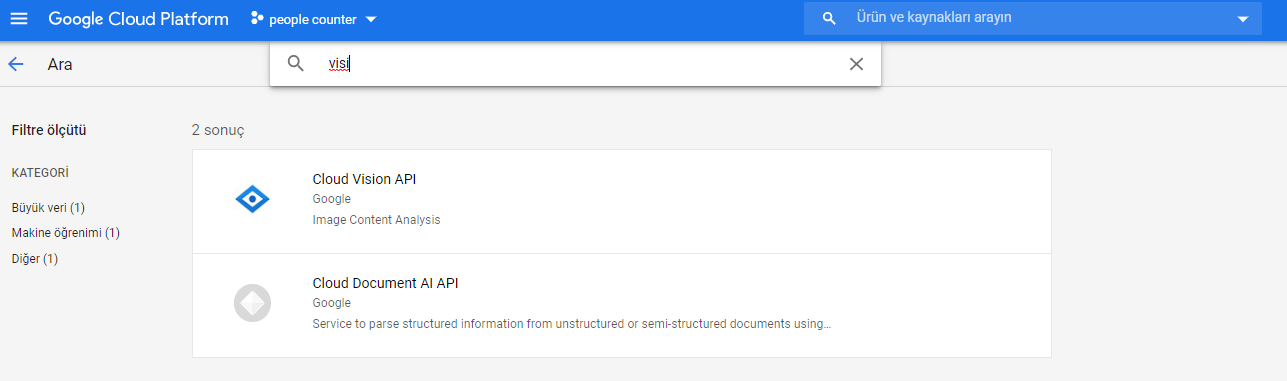 Google Cloud Platform
people counter
Ürün ve kaynakları arayın
Ara
visi
Filtre ölçütü
KATEGORİ
Büyük veri (1)
Makine öğrenimi (1)
Diğer (1)
2 sonuç
Cloud Vision API
Google
Image Content Analysis
Cloud Document AI API
Google
Service to parse structured information from unstructured or semi-structured documents using...